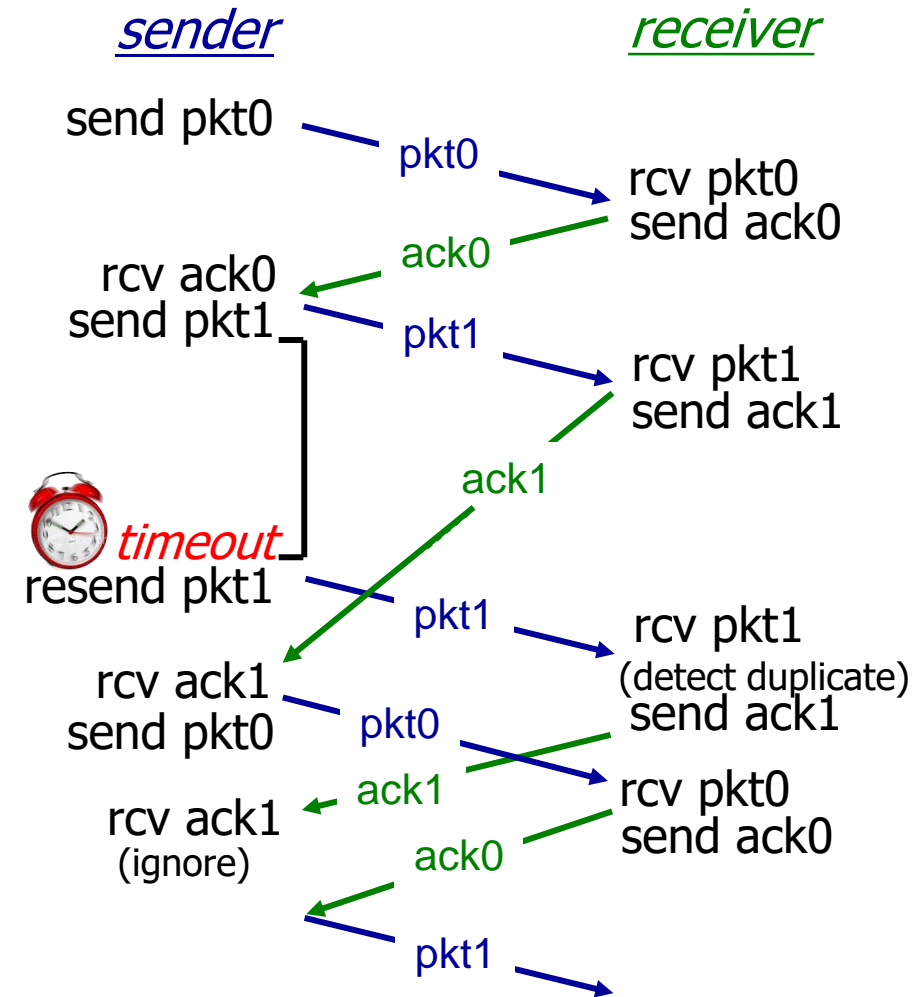 sender
receiver
send pkt0
pkt0
rcv pkt0
send ack0
ack0
rcv ack0
send pkt1
pkt1
rcv pkt1
send ack1
ack1
timeout
resend pkt1
pkt1
rcv pkt1
(detect duplicate)
send ack1
rcv ack1
send pkt0
pkt0
ack1
rcv pkt0
send ack0
rcv ack1
(ignore)
ack0
pkt1